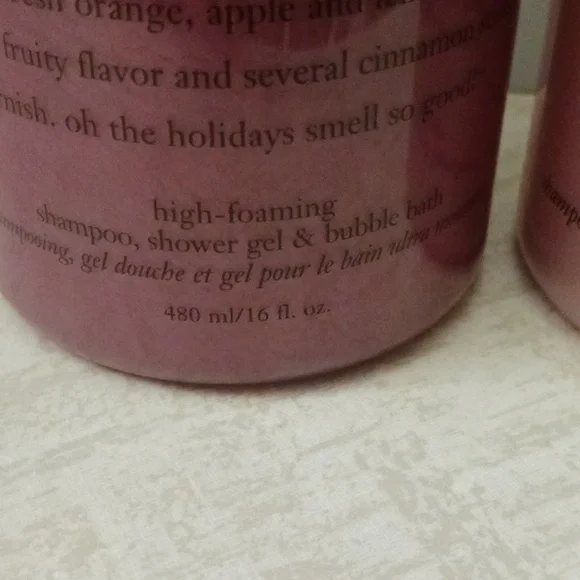 orange, apple and
fruity flavor and several cinnamon
oh the holidays smell so good
high-foaming
shampoo, shower gel & bubble bath
gel douche et gel pour le bain ultra
480 ml/16 fl. oz.